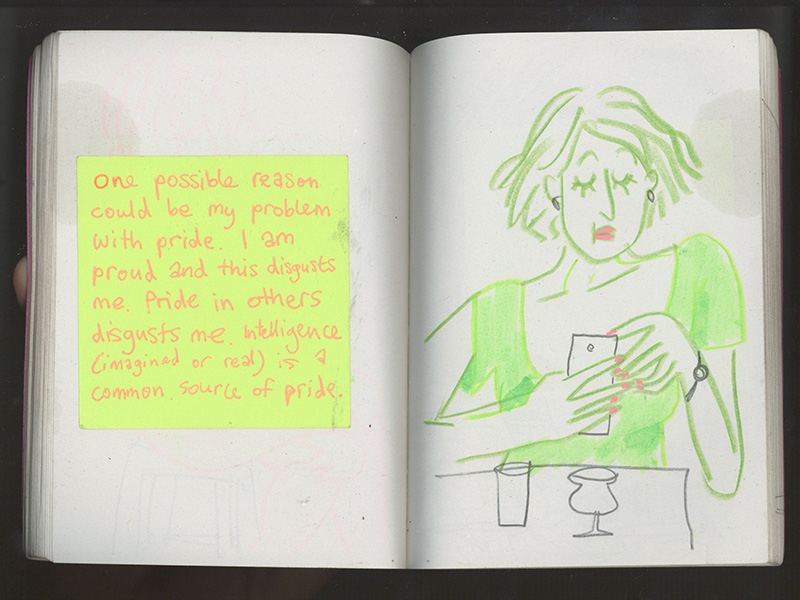 One possible reason
could be my problem
with pride. I am
proud and this disgusts
me. Pride in others
disgusts me. Intelligence
(imagined or real) is a
common source of pride.